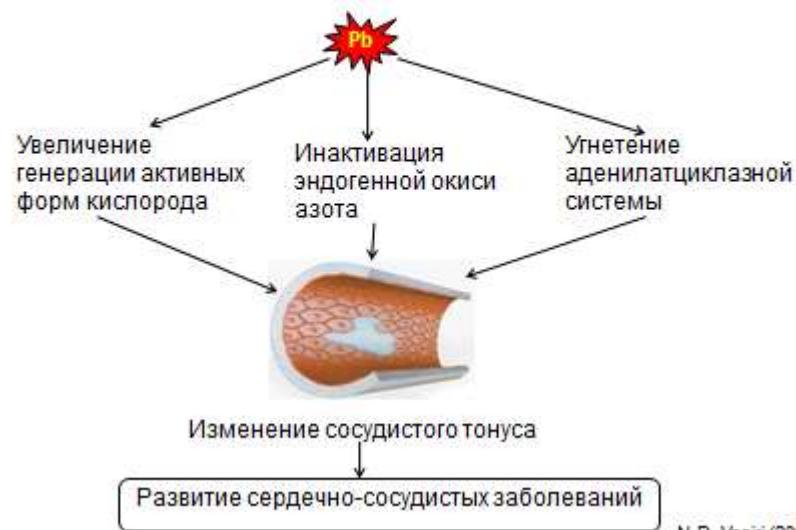 Pb
Увеличение
генерации активных
форм кислорода
Инактивация
эндогенной окиси
азота
Угнетение
аденилатциклазной
системы
Изменение сосудистого тонуса
Развитие сердечно-сосудистых заболеваний